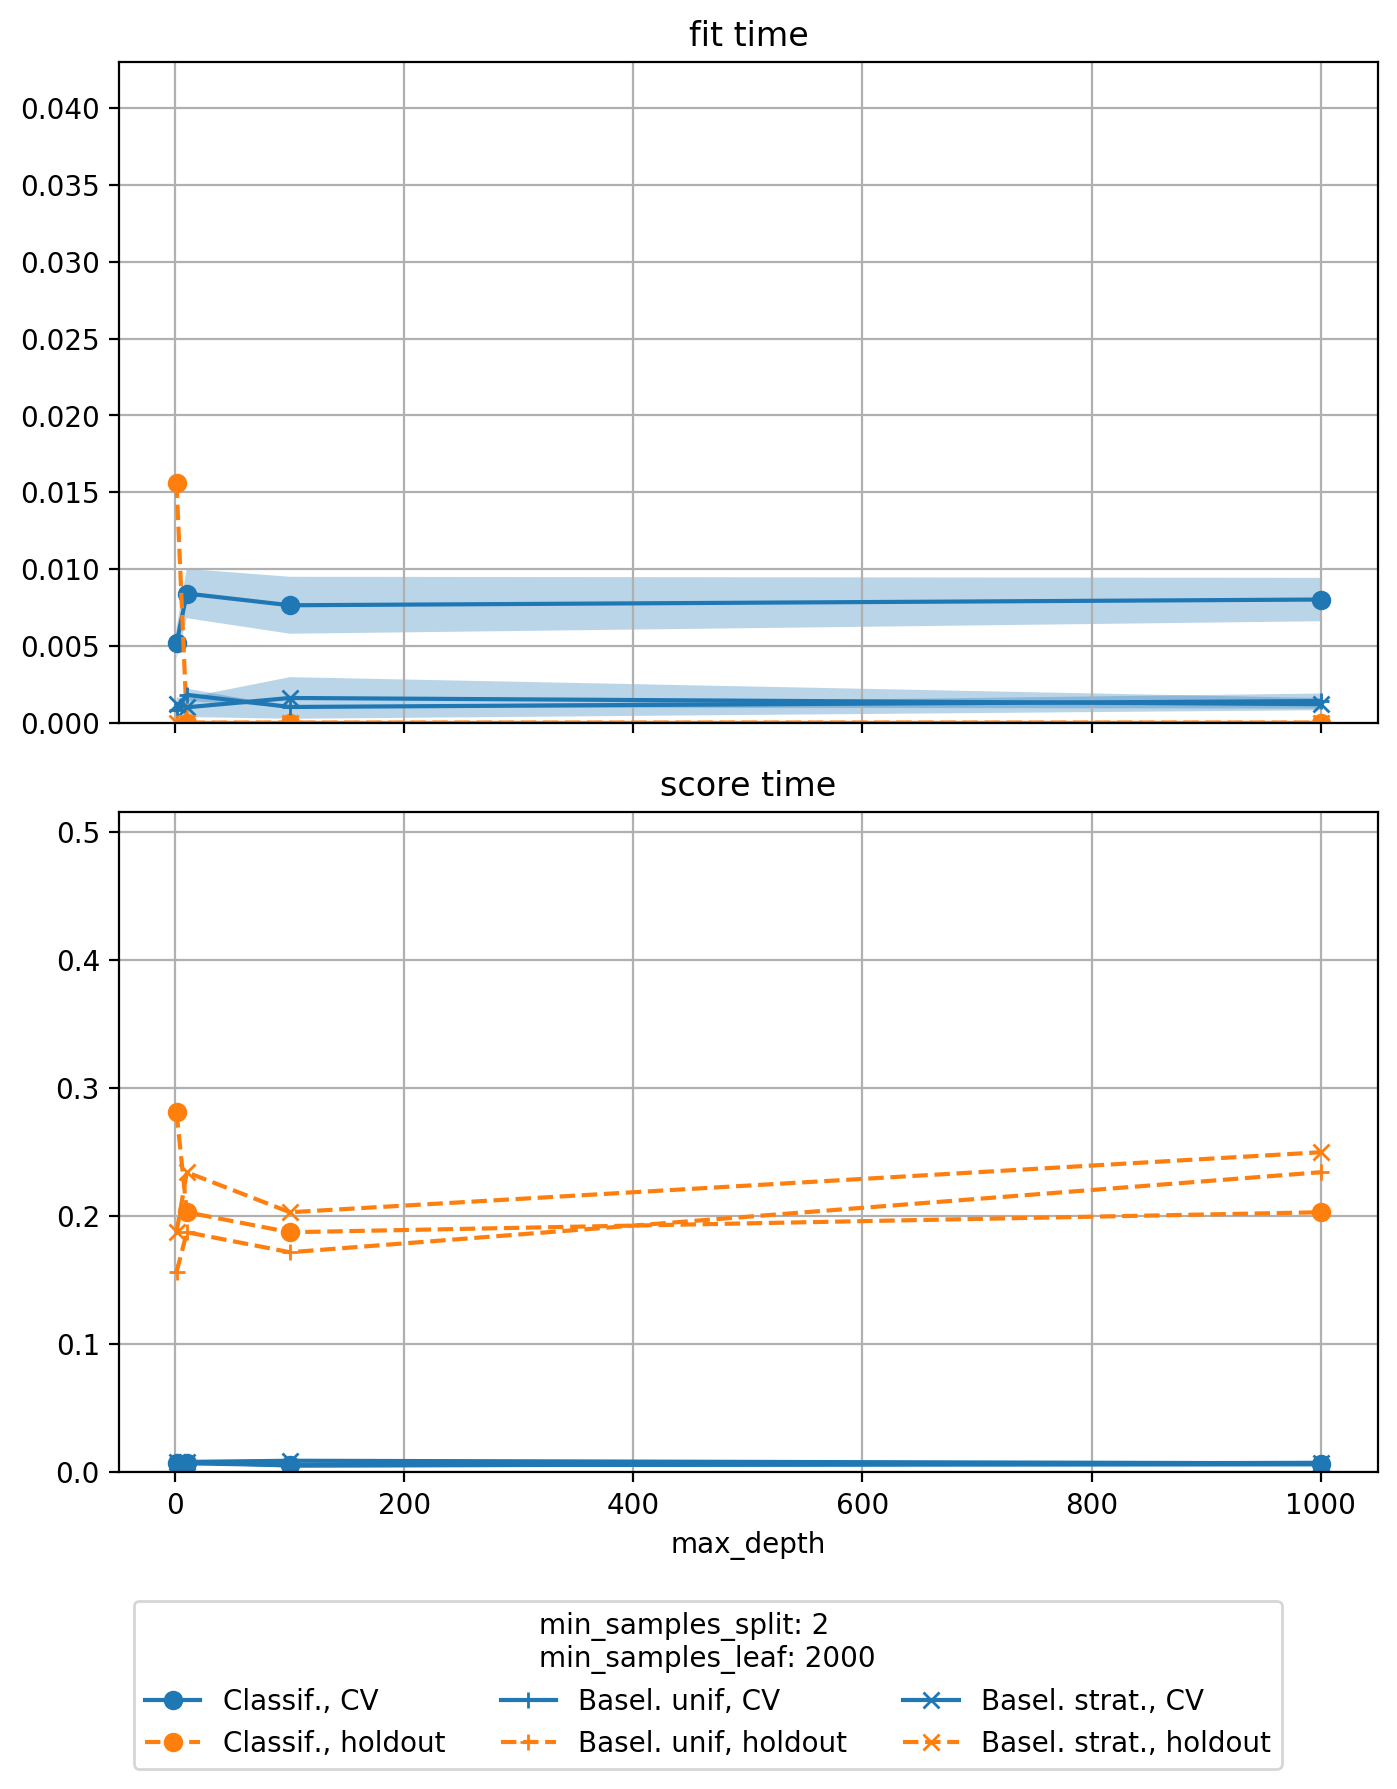 fit time
0.040
0.035
0.030
0.025
0.020
0.015
0.010
0.005
0.000
score time
0.5
0.4
0.3
0.2
0.1
0.0
0 200 400 600 800 1000
max_depth
min_samples_split: 2
min_samples_leaf: 2000
Classif., CV Basel. unif, CV Basel. strat., CV
Classif., holdout Basel. unif, holdout Basel. strat., holdout